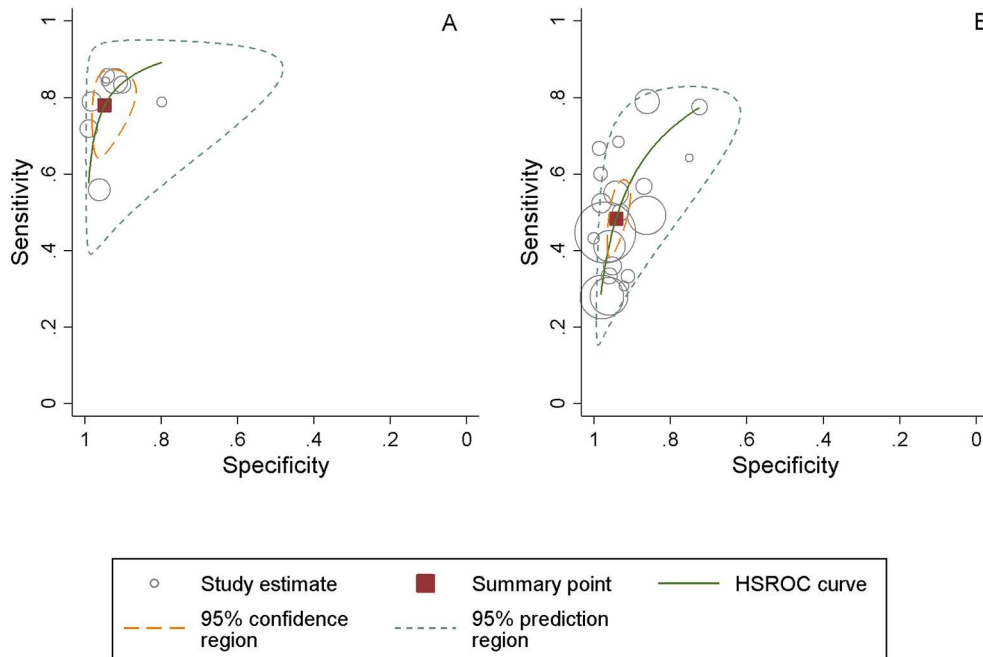 A
1
.8
.6
.4
.2
0
Sensitivity
1 .8 .6 .4 .2 0
Specificity
B
1
.8
.6
.4
.2
0
Sensitivity
1 .8 .6 .4 .2 0
Specificity
Study estimate Summary point HSROC curve
95% confidence
region
95% prediction
region